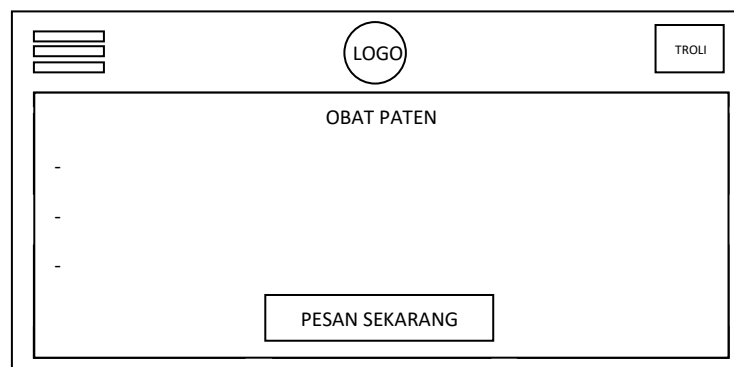 LOGO
TROLI
OBAT PATEN
-
-
-
PESAN SEKARANG